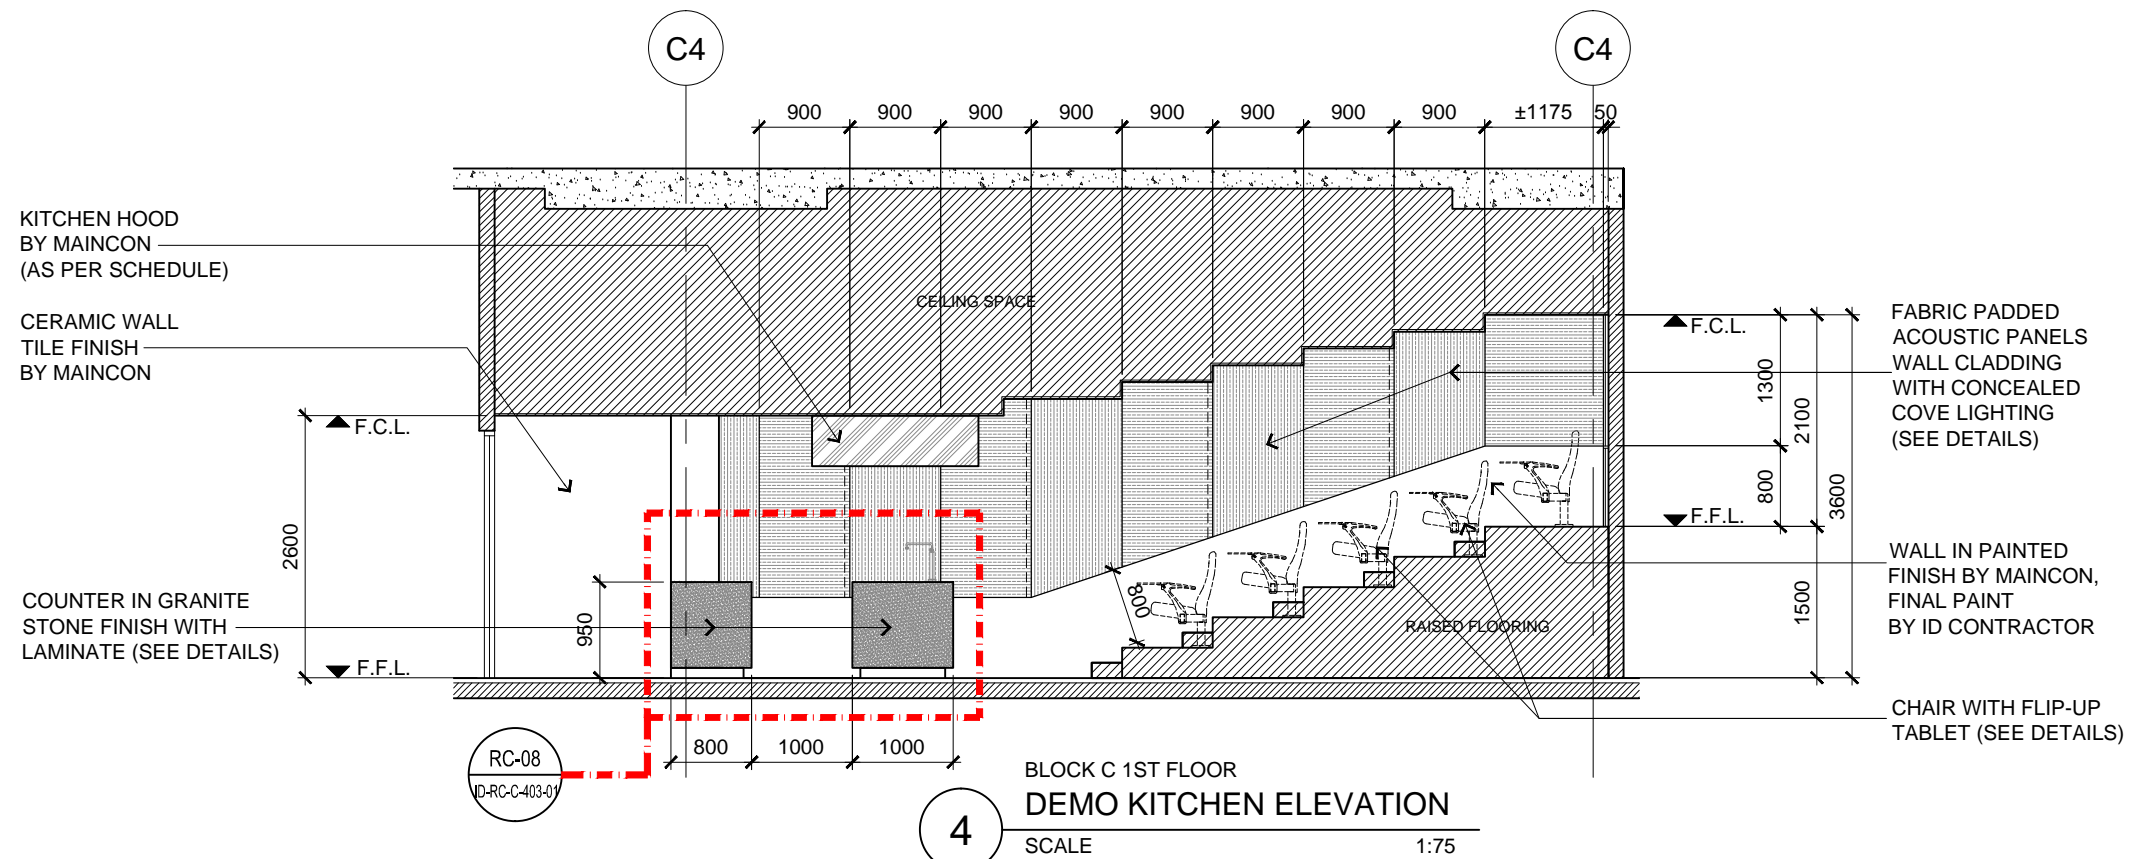 C4
C4
900 900 900 900 900 900 900 900 ±1175 50
KITCHEN HOOD
BY MAINCON
(AS PER SCHEDULE)
CERAMIC WALL
TILE FINISH
BY MAINCON
COUNTER IN GRANITE
STONE FINISH WITH
LAMINATE (SEE DETAILS)
CEILING SPACE
F.C.L.
2600
950
F.F.L.
800
RAISED FLOORING
F.C.L.
F.F.L.
1300
800
2100
1500
3600
FABRIC PADDED
ACOUSTIC PANELS
WALL CLADDING
WITH CONCEALED
COVE LIGHTING
(SEE DETAILS)
WALL IN PAINTED
FINISH BY MAINCON,
FINAL PAINT
BY ID CONTRACTOR
CHAIR WITH FLIP-UP
TABLET (SEE DETAILS)
800 1000 1000
RC-08
ID-RC-C-403-01
4
BLOCK C 1ST FLOOR
DEMO KITCHEN ELEVATION
SCALE 1:75